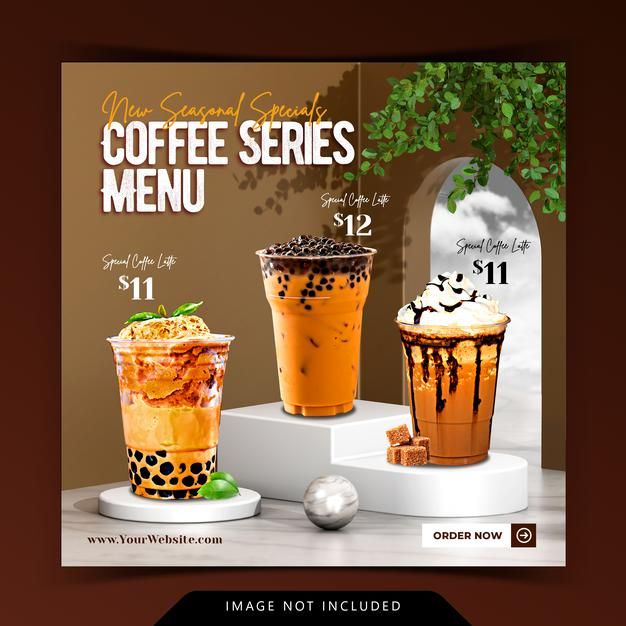 New Seasonal Specials
COFFEE SERIES
MENU
Special Coffee Latte
$12
Special Coffee Latte
$11
Special Coffee Latte
$11
www.YourWebsite.com
ORDER NOW
IMAGE NOT INCLUDED